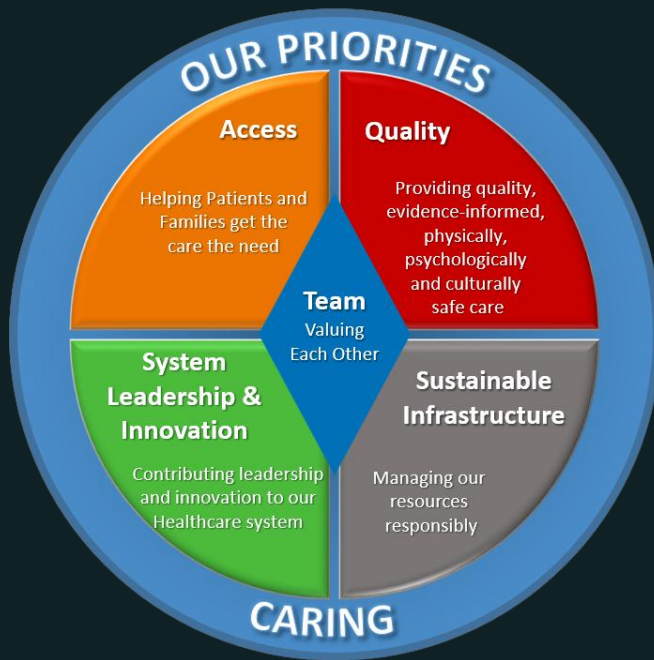 OUR PRIORITIES
Access
Helping Patients and
Families get the
care the need
Quality
Providing quality,
evidence-informed,
physically,
psychologically
and culturally
safe care
Team
Valuing
Each Other
System
Leadership &
Innovation
Contributing leadership
and innovation to our
Healthcare system
Sustainable
Infrastructure
Managing our
resources
responsibly
CARING